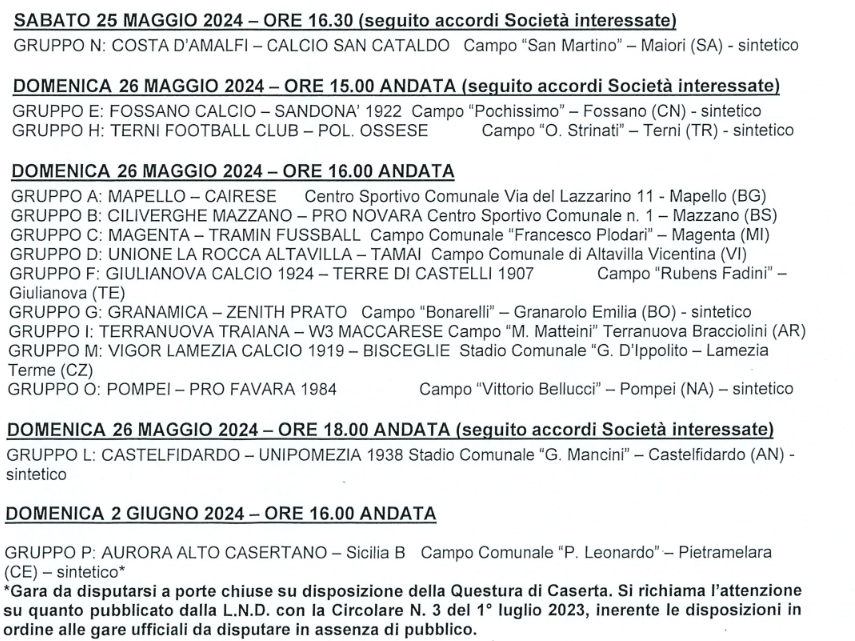 SABATO 25 MAGGIO 2024 – ORE 16.30 (seguito accordi Società interessate)
GRUPPO N: COSTA D'AMALFI – CALCIO SAN CATALDO Campo "San Martino" – Maiori (SA) - sintetico
DOMENICA 26 MAGGIO 2024 – ORE 15.00 ANDATA (seguito accordi Società interessate)
GRUPPO E: FOSSANO CALCIO – SANDONA' 1922 Campo "Pochissimo" – Fossano (CN) - sintetico
GRUPPO H: TERNI FOOTBALL CLUB – POL. OSSESE Campo "O. Strinati" – Terni (TR) - sintetico
DOMENICA 26 MAGGIO 2024 – ORE 16.00 ANDATA
GRUPPO A: MAPELLO – CAIRESE Centro Sportivo Comunale Via del Lazzarino 11 - Mapello (BG)
GRUPPO B: CILIVERGHE MAZZANO – PRO NOVARA Centro Sportivo Comunale n. 1 – Mazzano (BS)
GRUPPO C: MAGENTA – TRAMIN FUSSBALL Campo Comunale "Francesco Plodari" – Magenta (MI)
GRUPPO D: UNIONE LA ROCCA ALTAVILLA – TAMAI Campo Comunale di Altavilla Vicentina (VI)
GRUPPO F: GIULIANOVA CALCIO 1924 – TERRE DI CASTELLI 1907 Campo "Rubens Fadini" –
Giulianova (TE)
GRUPPO G: GRANAMICA – ZENITH PRATO Campo "Bonarelli" – Granarolo Emilia (BO) - sintetico
GRUPPO I: TERRANUOVA TRAIANA – W3 MACCARESE Campo "M. Matteini" Terranuova Bracciolini (AR)
GRUPPO M: VIGOR LAMEZIA CALCIO 1919 – BISCEGLIE Stadio Comunale "G. D'Ippolito – Lamezia
Terme (CZ)
GRUPPO O: POMPEI – PRO FAVARA 1984 Campo "Vittorio Bellucci" – Pompei (NA) – sintetico
DOMENICA 26 MAGGIO 2024 – ORE 18.00 ANDATA (seguito accordi Società interessate)
GRUPPO L: CASTELFIDARDO – UNIPOMEZIA 1938 Stadio Comunale "G. Mancini" – Castelfidardo (AN) -
sintetico
DOMENICA 2 GIUGNO 2024 – ORE 16.00 ANDATA
GRUPPO P: AURORA ALTO CASERTANO – Sicilia B Campo Comunale "P. Leonardo" – Pietramelara
(CE) – sintetico*
*Gara da disputarsi a porte chiuse su disposizione della Questura di Caserta. Si richiama l'attenzione
su quanto pubblicato dalla L.N.D. con la Circolare N. 3 del 1° luglio 2023, inerente le disposizioni in
ordine alle gare ufficiali da disputare in assenza di pubblico.